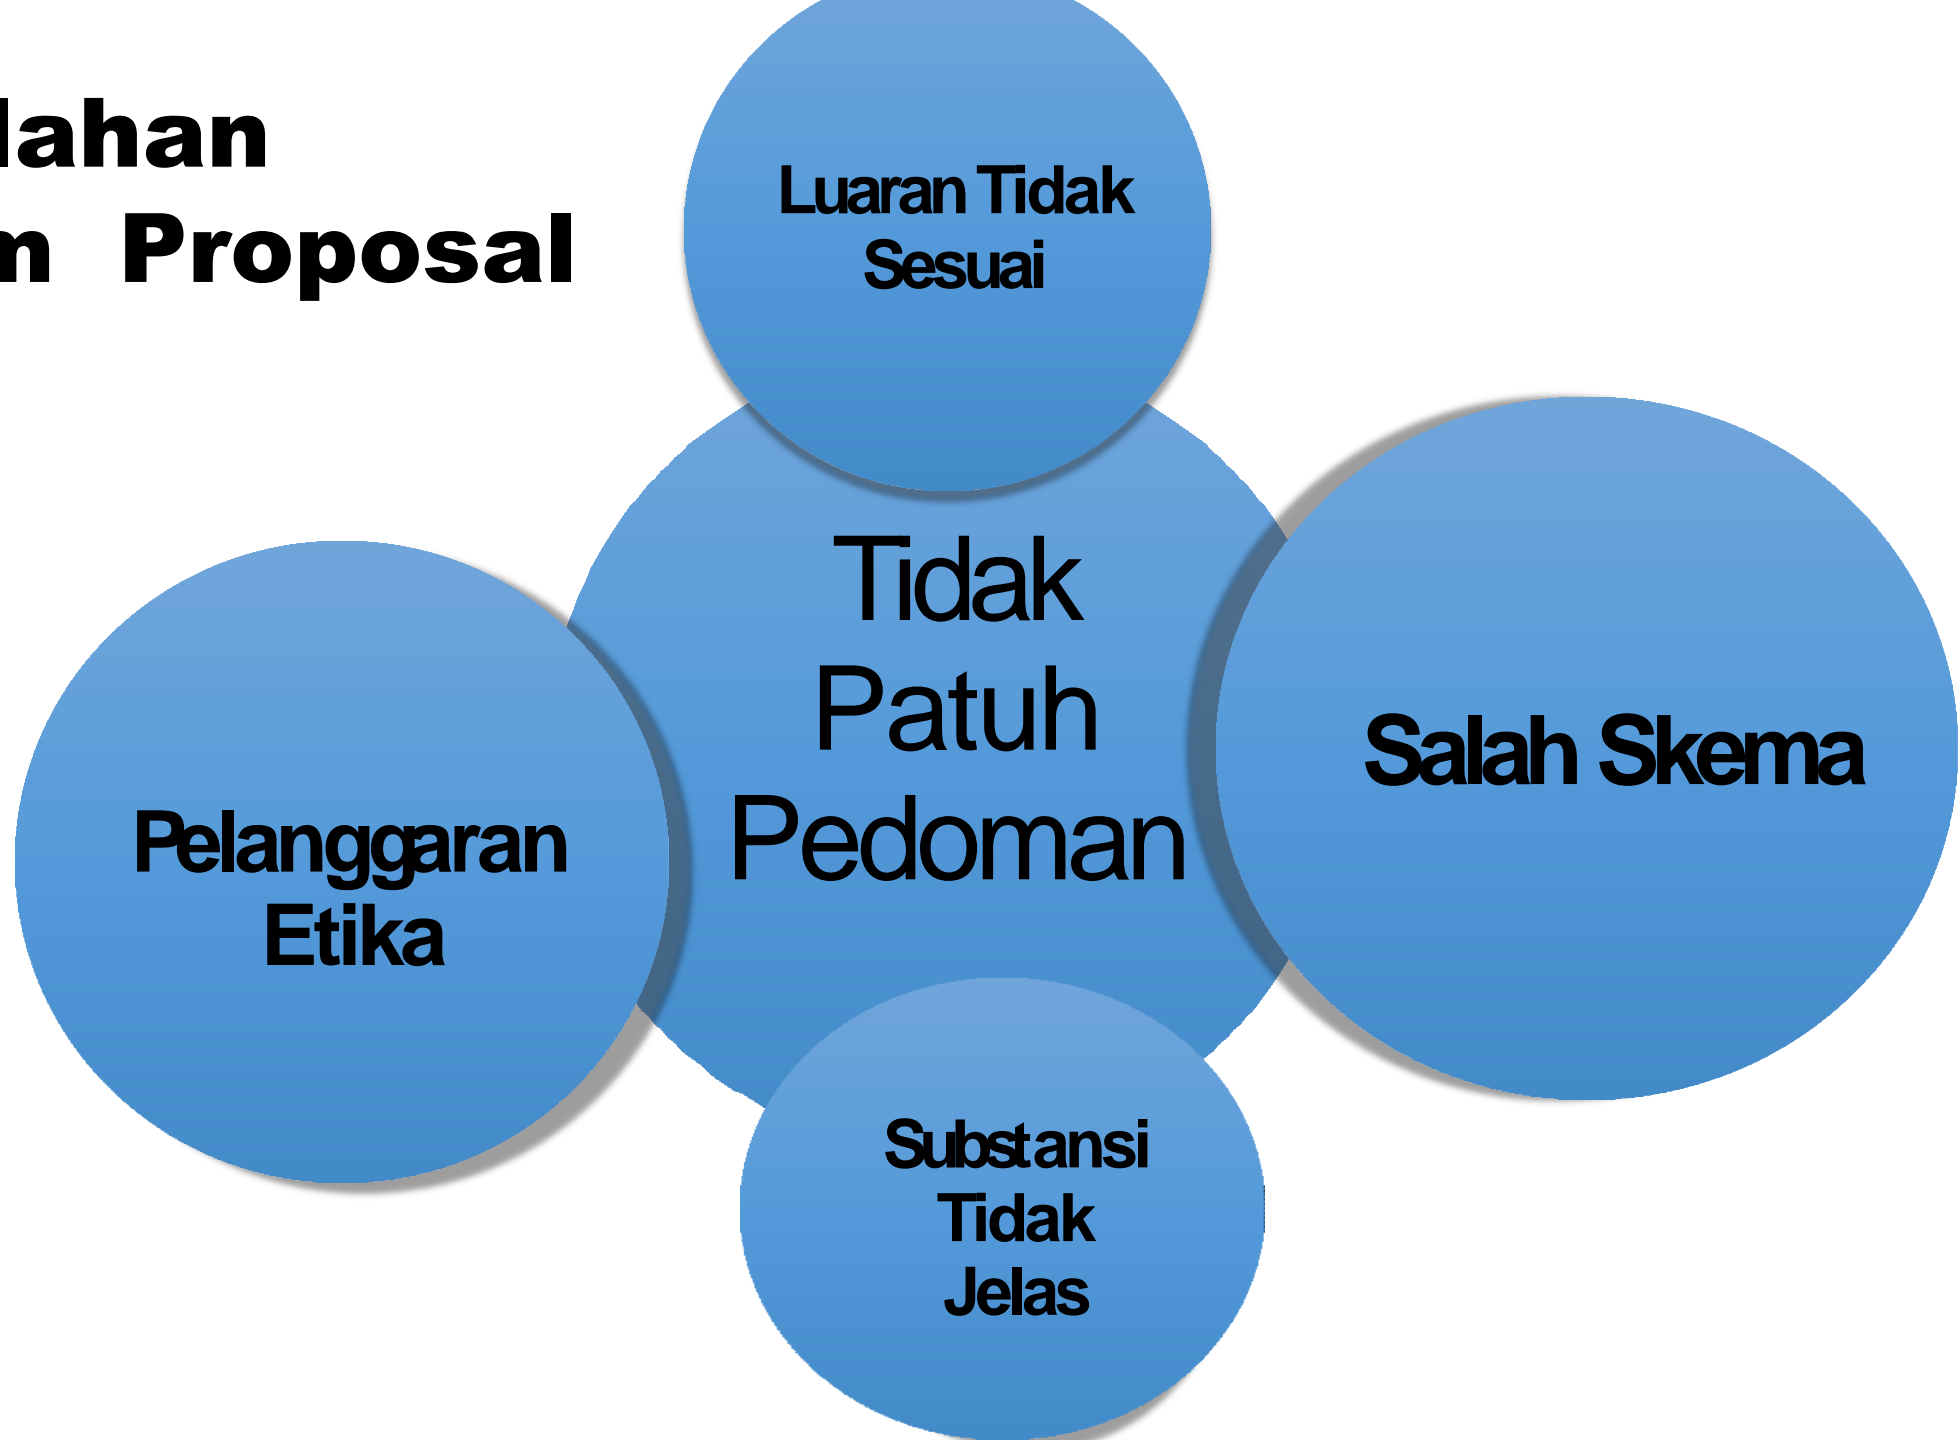 lahan
m Proposal
Luaran Tidak
Sesuai
Tidak
Patuh
Pedoman
Salah Skema
Pelanggaran
Etika
Substansi
Tidak
Jelas